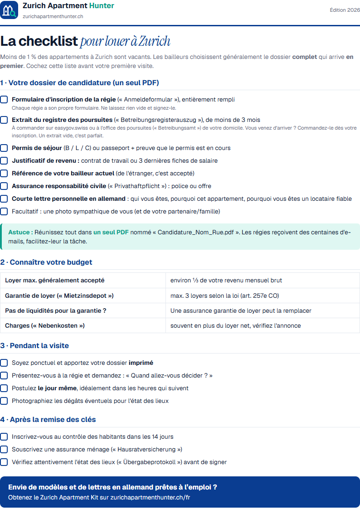 Zurich Apartment Hunter
zurichapartmenthunter.ch
Édition 2026
La checklist pour louer à Zurich
Moins de 1 % des appartements à Zurich sont vacants. Les bailleurs choisissent généralement le dossier complet qui arrive en
premier. Cochez cette liste avant votre première visite.
1 · Votre dossier de candidature (un seul PDF)
Formulaire d'inscription de la régie (« Anmeldeformular »), entièrement rempli
Chaque régie a son propre formulaire. Ne laissez rien vide et signez-le.
Extrait du registre des poursuites (« Betreibungsregisterauszug »), de moins de 3 mois
À commander sur easygov.swiss ou à l'office des poursuites (« Betreibungsamt ») de votre domicile. Vous venez d'arriver ? Commandez-le dès votre
inscription. Un extrait vide, c'est parfait.
Permis de séjour (B / L / C) ou passeport + preuve que le permis est en cours
Justificatif de revenu : contrat de travail ou 3 dernières fiches de salaire
Référence de votre bailleur actuel (de l'étranger, c'est accepté)
Assurance responsabilité civile (« Privathaftpflicht ») : police ou offre
Courte lettre personnelle en allemand : qui vous êtes, pourquoi cet appartement, pourquoi vous êtes un locataire fiable
Facultatif : une photo sympathique de vous (et de votre partenaire/famille)
Astuce : Réunissez tout dans un seul PDF nommé « Candidature_Nom_Rue.pdf ». Les régies reçoivent des centaines d'e-
mails, facilitez-leur la tâche.
2 · Connaître votre budget
Loyer max. généralement accepté environ ⅓ de votre revenu mensuel brut
Garantie de loyer (« Mietzinsdepot ») max. 3 loyers selon la loi (art. 257e CO)
Pas de liquidités pour la garantie ? Une assurance garantie de loyer peut la remplacer
Charges (« Nebenkosten ») souvent en plus du loyer net, vérifiez l'annonce
3 · Pendant la visite
Soyez ponctuel et apportez votre dossier imprimé
Présentez-vous à la régie et demandez : « Quand allez-vous décider ? »
Postulez le jour même, idéalement dans les heures qui suivent
Photographiez les dégâts éventuels pour l'état des lieux
4 · Après la remise des clés
Inscrivez-vous au contrôle des habitants dans les 14 jours
Souscrivez une assurance ménage (« Hausratversicherung »)
Vérifiez attentivement l'état des lieux (« Übergabeprotokoll ») avant de signer
Envie de modèles et de lettres en allemand prêtes à l'emploi ?
Obtenez le Zurich Apartment Kit sur zurichapartmenthunter.ch/fr